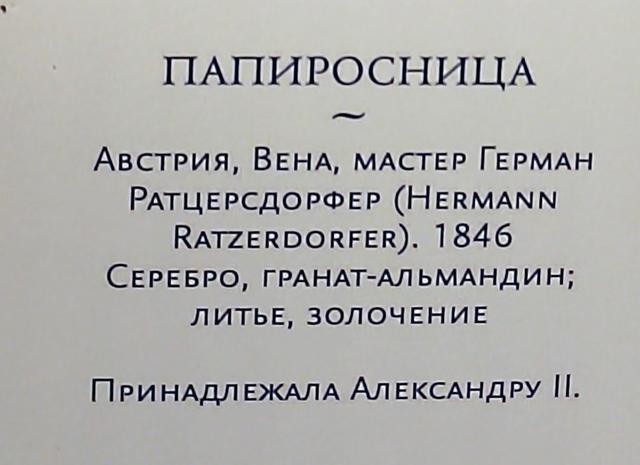 ПАПИРОСНИЦА
~
Австрия, Вена, мастер Герман
Ратцерсдорфер (Hermann
Ratzerdorfer). 1846
Серебро, гранат-альмандин;
литье, золочение
Принадлежала Александру II.